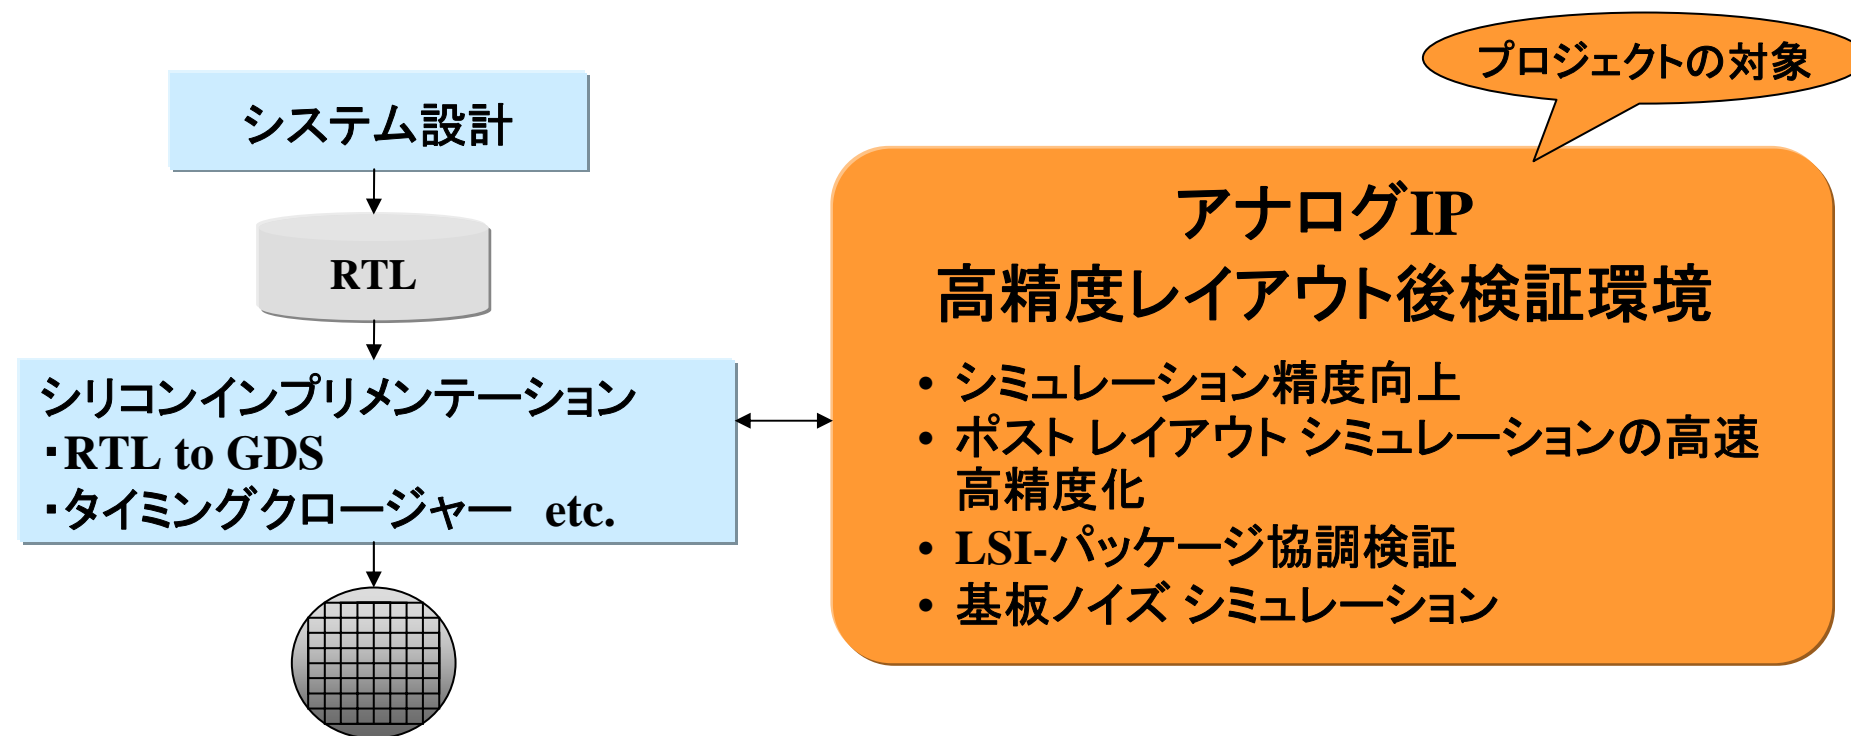 プロジェクトの対象
システム設計
RTL
シリコンインプリメンテーション
・RTL to GDS
・タイミングクロージャー etc.
アナログIP
高精度レイアウト後検証環境
• シミュレーション精度向上
• ポスト レイアウト シミュレーションの高速
高精度化
• LSI-パッケージ協調検証
• 基板ノイズ シミュレーション